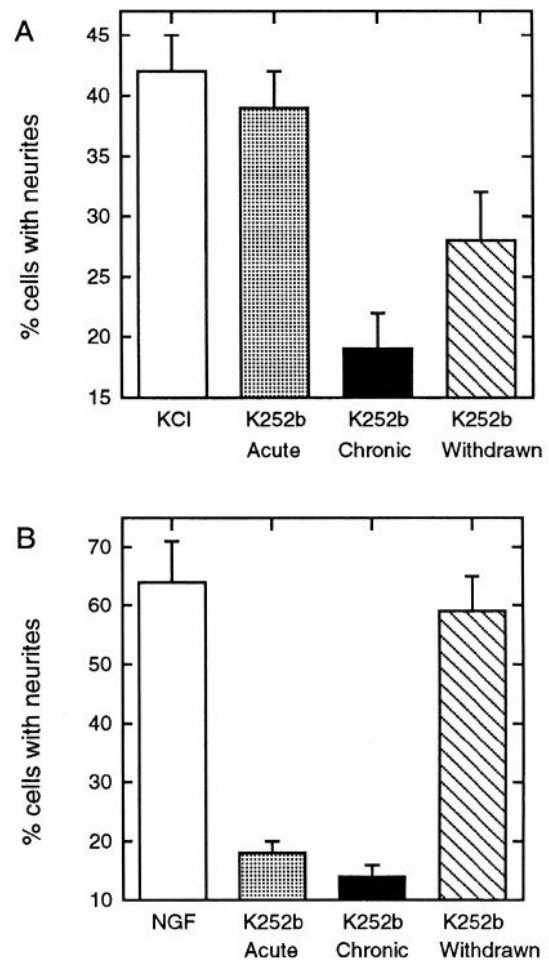 A
% cells with neurites
45
40
35
30
25
20
15
KCl
K252b
Acute
K252b
Chronic
K252b
Withdrawn
B
% cells with neurites
70
60
50
40
30
20
10
NGF
K252b
Acute
K252b
Chronic
K252b
Withdrawn